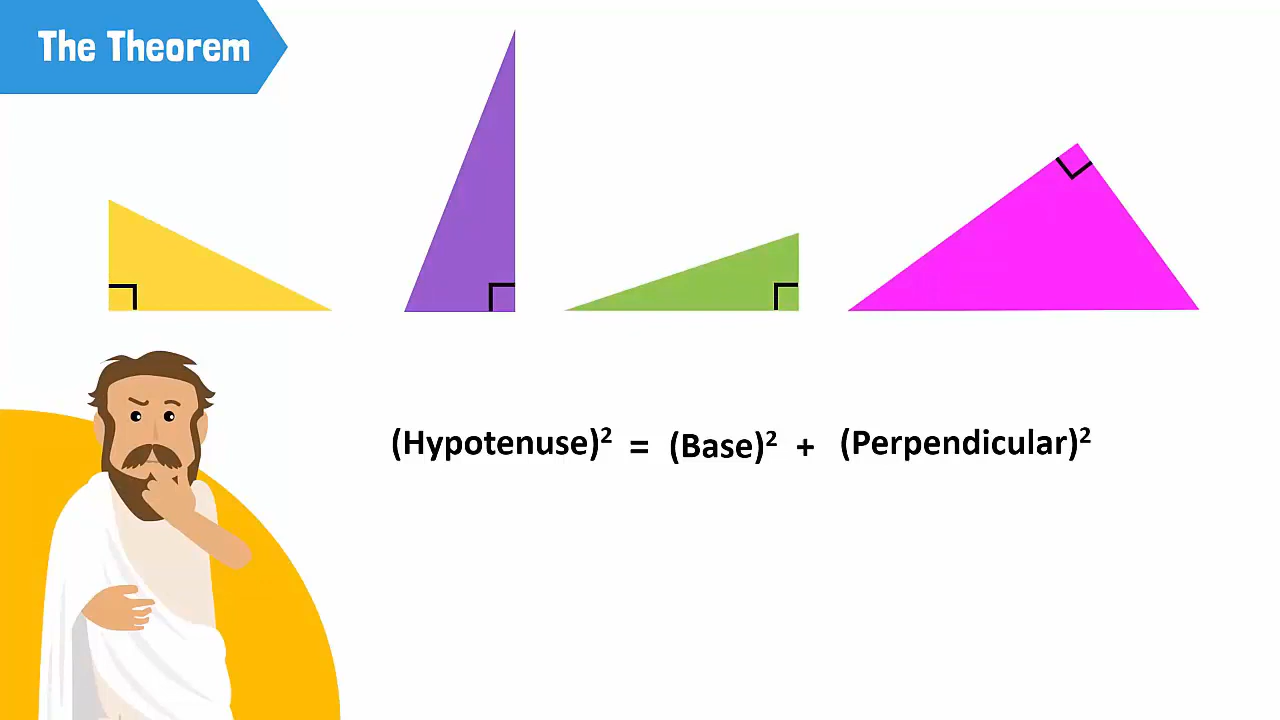 The Theorem
(Hypotenuse)² = (Base)² + (Perpendicular)²